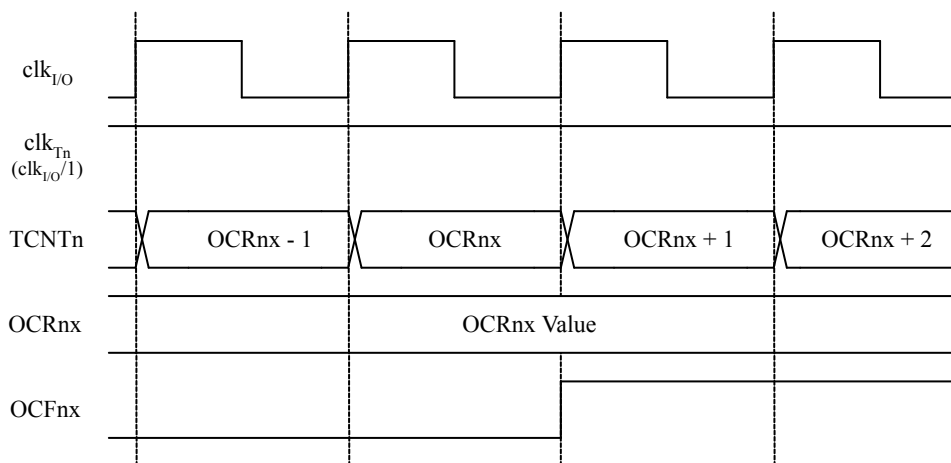 clkI/O
clkTn
(clkI/O/1)
TCNTn OCRnx - 1 OCRnx OCRnx + 1 OCRnx + 2
OCRnx OCRnx Value
OCFnx